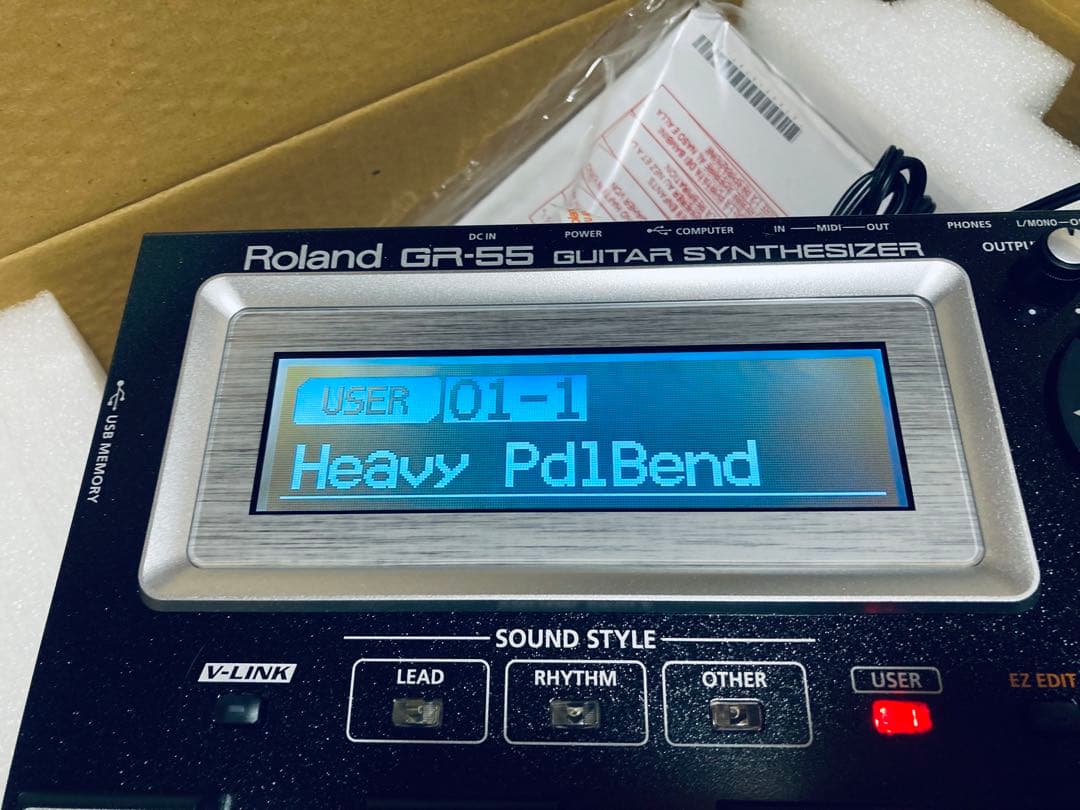 DC IN
POWER
COMPUTER
IN — MIDI — OUT
PHONES
L/MONO
Roland GR-55 GUITAR SYNTHESIZER
USER 01-1
Heavy PdlBend
USB MEMORY
SOUND STYLE
V-LINK
LEAD
RHYTHM
OTHER
USER
EZ EDIT